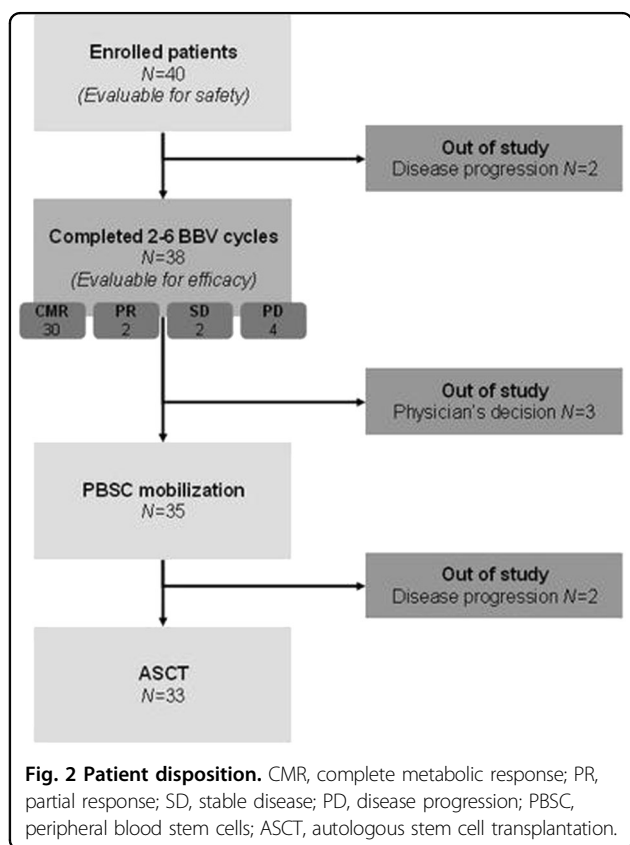 Enrolled patients
N=40
(Evaluable for safety)
Out of study
Disease progression N=2
Completed 2-6 BBV cycles
N=38
(Evaluable for efficacy)
CMR PR SD PD
30 2 2 4
Out of study
Physician's decision N=3
PBSC mobilization
N=35
Out of study
Disease progression N=2
ASCT
N=33
Fig. 2 Patient disposition. CMR, complete metabolic response; PR,
partial response; SD, stable disease; PD, disease progression; PBSC,
peripheral blood stem cells; ASCT, autologous stem cell transplantation.